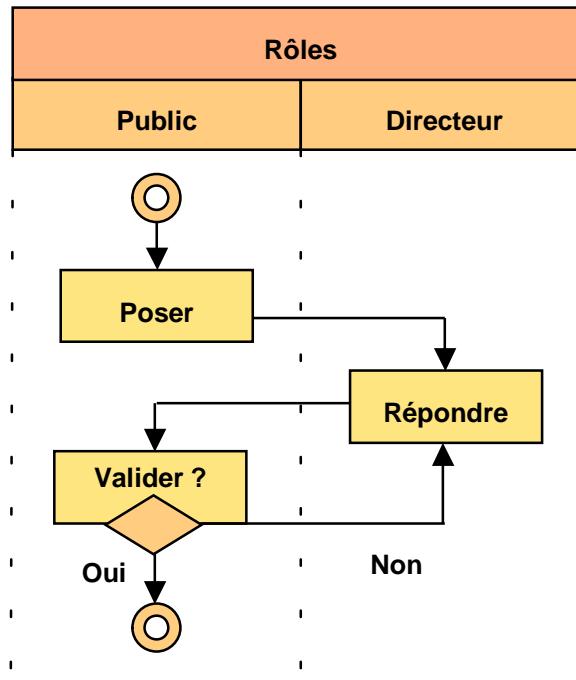 Rôles
Public
Directeur
Poser
Répondre
Valider ?
Oui
Non